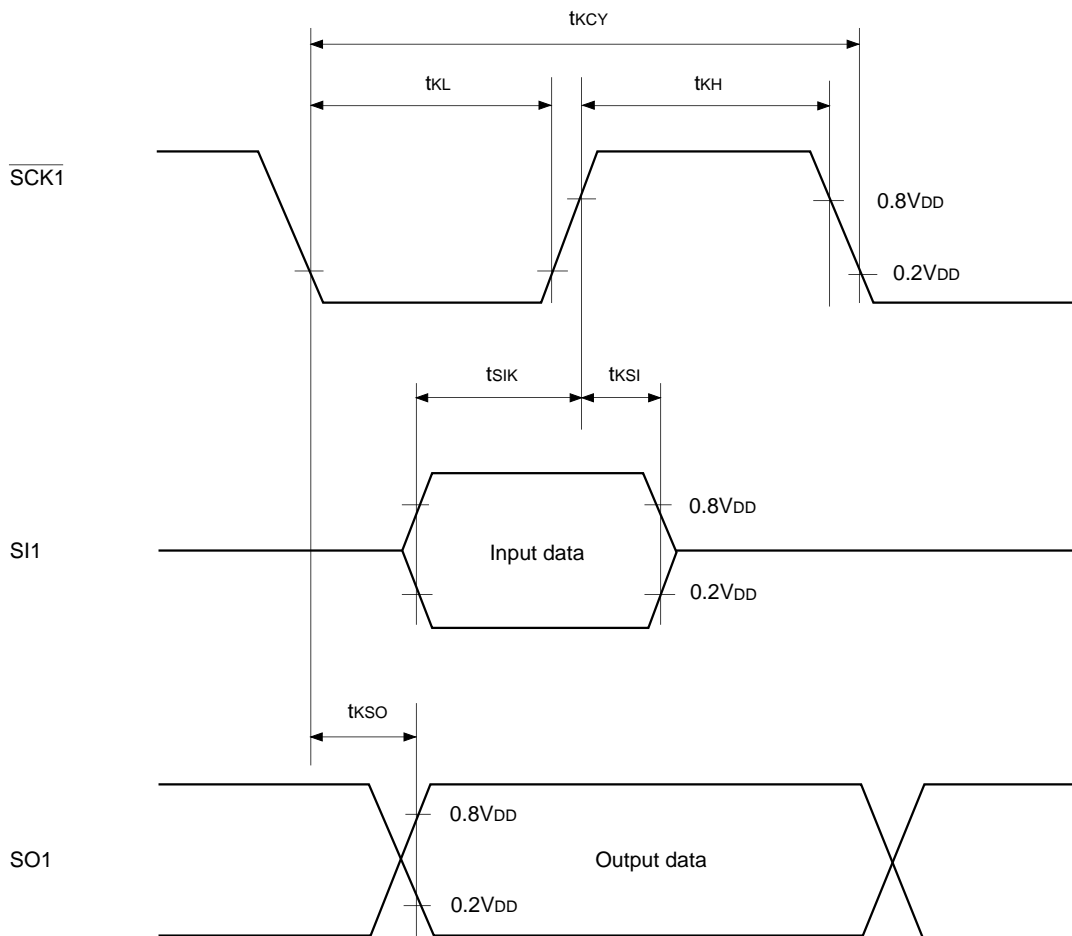 tKCY
tKL
tKH
SCK1
0.8VDD
0.2VDD
tSIK
tKSI
SI1
Input data
0.8VDD
0.2VDD
tKSO
SO1
0.8VDD
Output data
0.2VDD